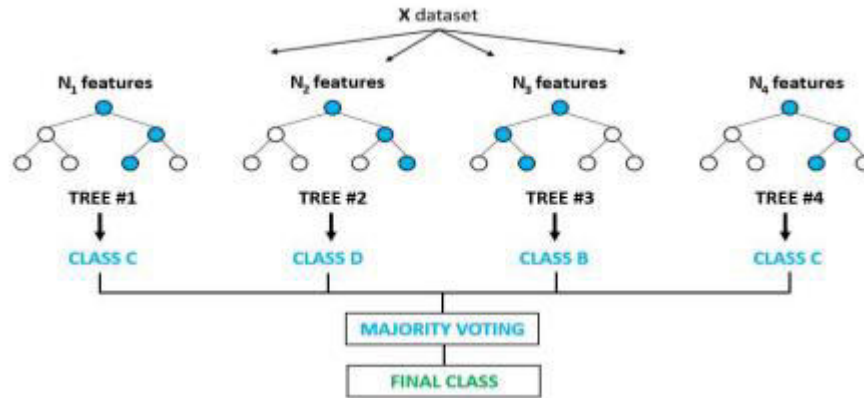 X dataset
N₁ features N₂ features N₃ features N₄ features
TREE #1 TREE #2 TREE #3 TREE #4
CLASS C CLASS D CLASS B CLASS C
MAJORITY VOTING
FINAL CLASS